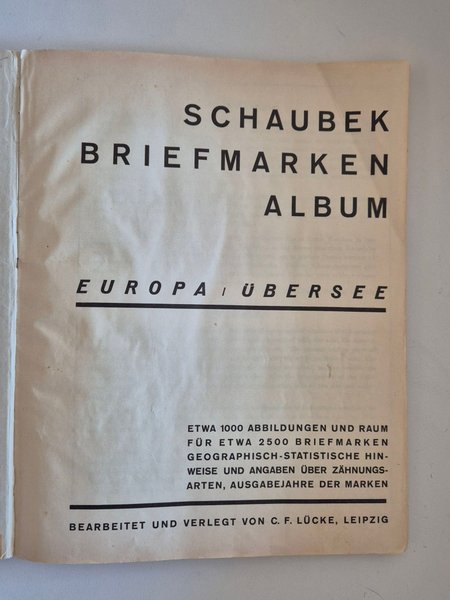 SCHAUBEK
BRIEFMARKEN
ALBUM
EUROPA / ÜBERSEE
ETWA 1000 ABBILDUNGEN UND RAUM
FÜR ETWA 2500 BRIEFMARKEN
GEOGRAPHISCH-STATISTISCHE HIN-
WEISE UND ANGABEN ÜBER ZÄHNUNGS-
ARTEN, AUSGABEJAHRE DER MARKEN
BEARBEITET UND VERLEGT VON C. F. LÜCKE, LEIPZIG